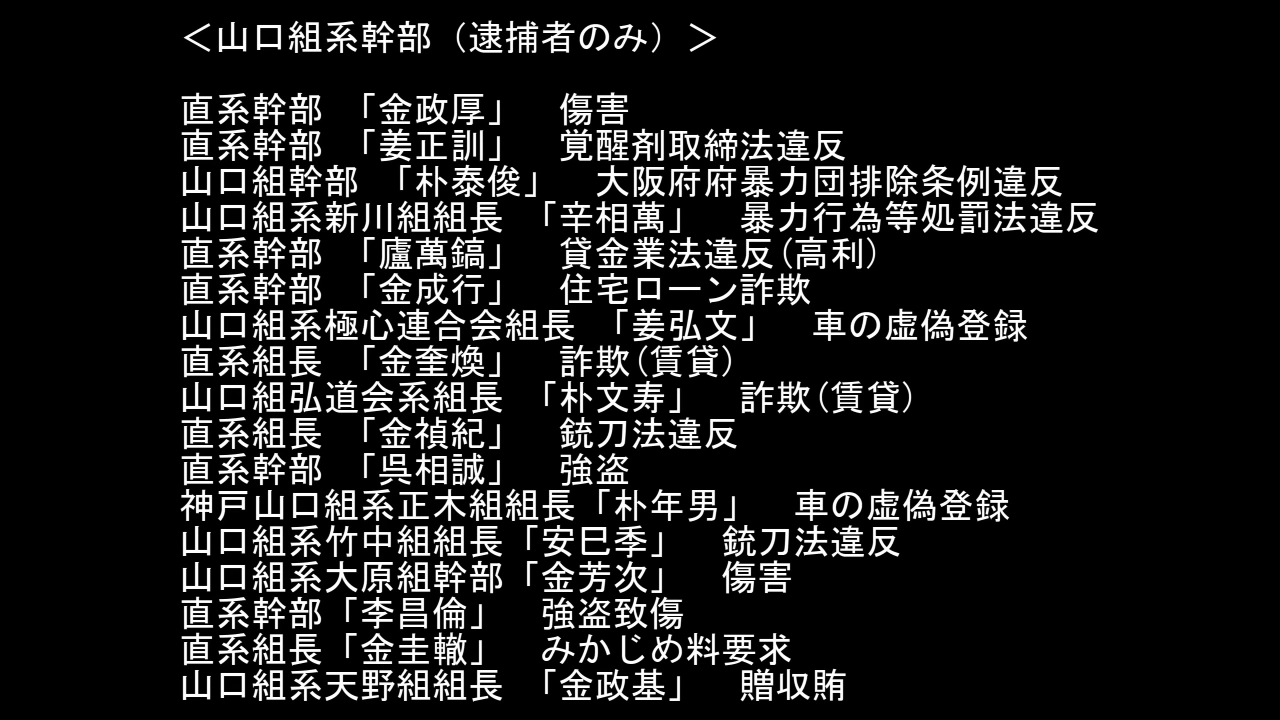 ＜山口組系幹部（逮捕者のみ）＞
直系幹部　「金政厚」　傷害
直系幹部　「姜正訓」　覚醒剤取締法違反
山口組幹部　「朴泰俊」　大阪府府暴力団排除条例違反
山口組系新川組組長　「辛相萬」　暴力行為等処罰法違反
直系幹部　「廬萬鎬」　貸金業法違反(高利)
直系幹部　「金成行」　住宅ローン詐欺
山口組系極心連合会組長　「姜弘文」　車の虚偽登録
直系組長　「金奎煥」　詐欺(賃貸)
山口組弘道会系組長　「朴文寿」　詐欺(賃貸)
直系組長　「金禎紀」　銃刀法違反
直系幹部　「呉相誠」　強盗
神戸山口組系正木組組長「朴年男」　車の虚偽登録
山口組系竹中組組長「安巳季」　銃刀法違反
山口組系大原組幹部「金芳次」　傷害
直系幹部「李昌倫」　強盗致傷
直系組長「金圭轍」　みかじめ料要求
山口組系天野組組長　「金政基」　贈収賄